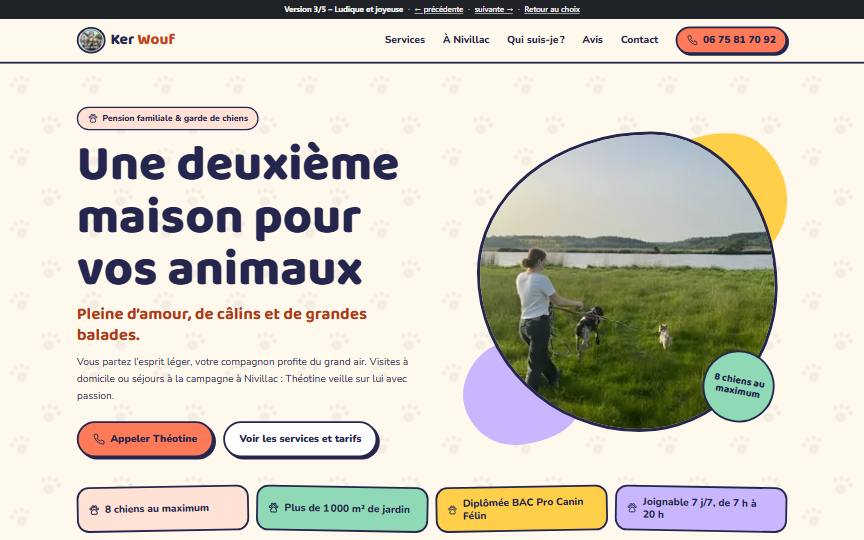 Version 3/5 – Ludique et joyeuse · ← précédente · suivante → · Retour au choix
Ker Wouf
Services
À Nivillac
Qui suis-je ?
Avis
Contact
06 75 81 70 92
Pension familiale & garde de chiens
Une deuxième
maison pour
vos animaux
Pleine d'amour, de câlins et de grandes
balades.
Vous partez l'esprit léger, votre compagnon profite du grand air. Visites à
domicile ou séjours à la campagne à Nivillac : Théotine veille sur lui avec
passion.
Appeler Théotine
Voir les services et tarifs
8 chiens au
maximum
8 chiens au maximum
Plus de 1 000 m² de jardin
Diplômée BAC Pro Canin
Félin
Joignable 7 j/7, de 7 h à
20 h